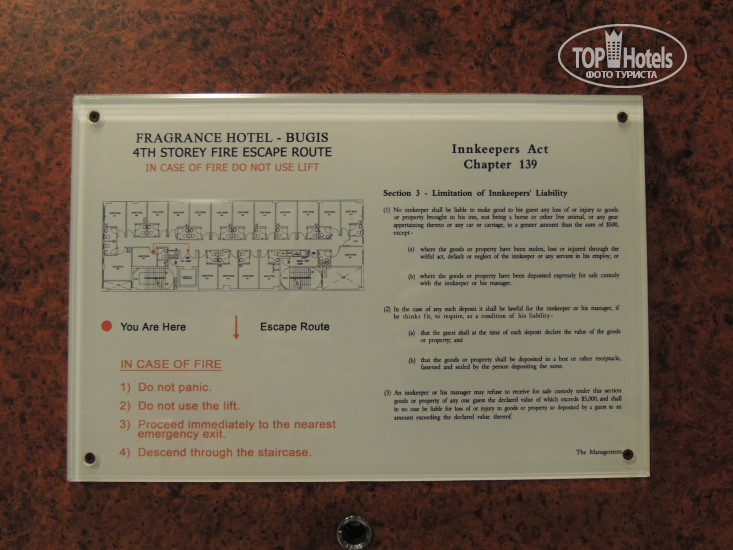 TOP Hotels
ФОТО ТУРИСТА
FRAGRANCE HOTEL - BUGIS
4TH STOREY FIRE ESCAPE ROUTE
IN CASE OF FIRE DO NOT USE LIFT
You Are Here
Escape Route
IN CASE OF FIRE
1) Do not panic.
2) Do not use the lift.
3) Proceed immediately to the nearest
emergency exit.
4) Descend through the staircase.
Innkeepers Act
Chapter 139
Section 3 - Limitation of Innkeepers' Liability
(1) No innkeeper shall be liable to make good to his guest any loss of or injury to goods
or property brought to his inn, not being a horse or other live animal, or any gear
appertaining thereto or any car or carriage, to a greater amount than the sum of $500,
except-
(a) where the goods or property have been stolen, lost or injured through the
wilful act, default or neglect of the innkeeper or any servant in his employ; or
(b) where the goods or property have been deposited expressly for safe custody
with the innkeeper or his manager.
(2) In the case of any such deposit it shall be lawful for the innkeeper or his manager, if
he thinks fit, to require, as a condition of his liability-
(a) that the guest shall at the time of such deposit declare the value of the goods
or property; and
(b) that the goods or property shall be deposited in a box or other receptacle,
fastened and sealed by the person depositing the same.
(3) An innkeeper or his manager may refuse to receive for safe custody under this section
goods or property of any one guest the declared value of which exceeds $5,000, and shall
in no case be liable for loss of or injury to goods or property so deposited by a guest to an
amount exceeding the declared value thereof.
The Management